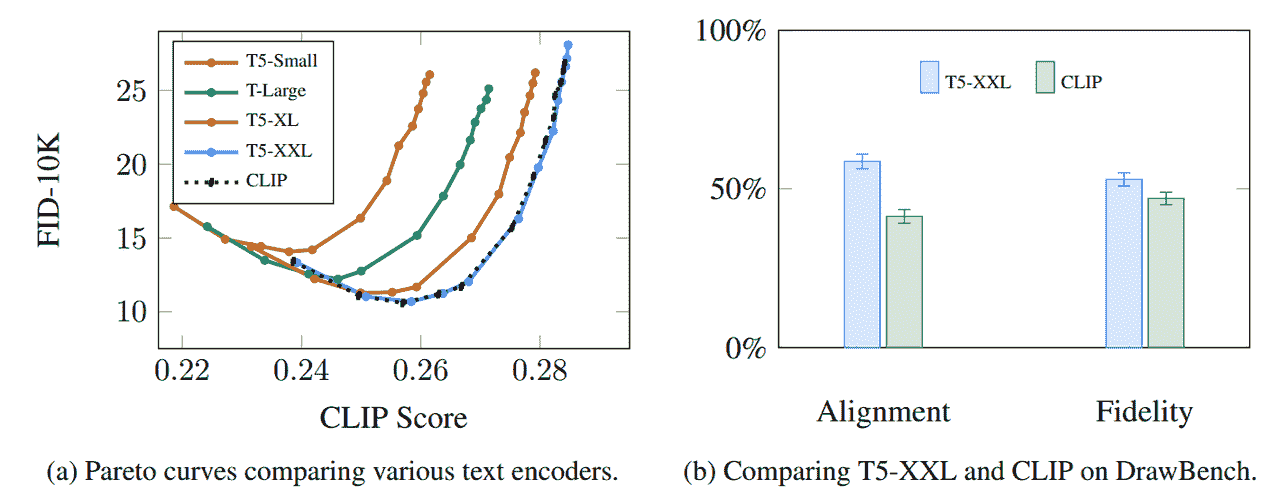 FID-10K
25
20
15
10
T5-Small
T-Large
T5-XL
T5-XXL
CLIP
0.22 0.24 0.26 0.28
CLIP Score
(a) Pareto curves comparing various text encoders.
100%
50%
0%
T5-XXL CLIP
Alignment Fidelity
(b) Comparing T5-XXL and CLIP on DrawBench.